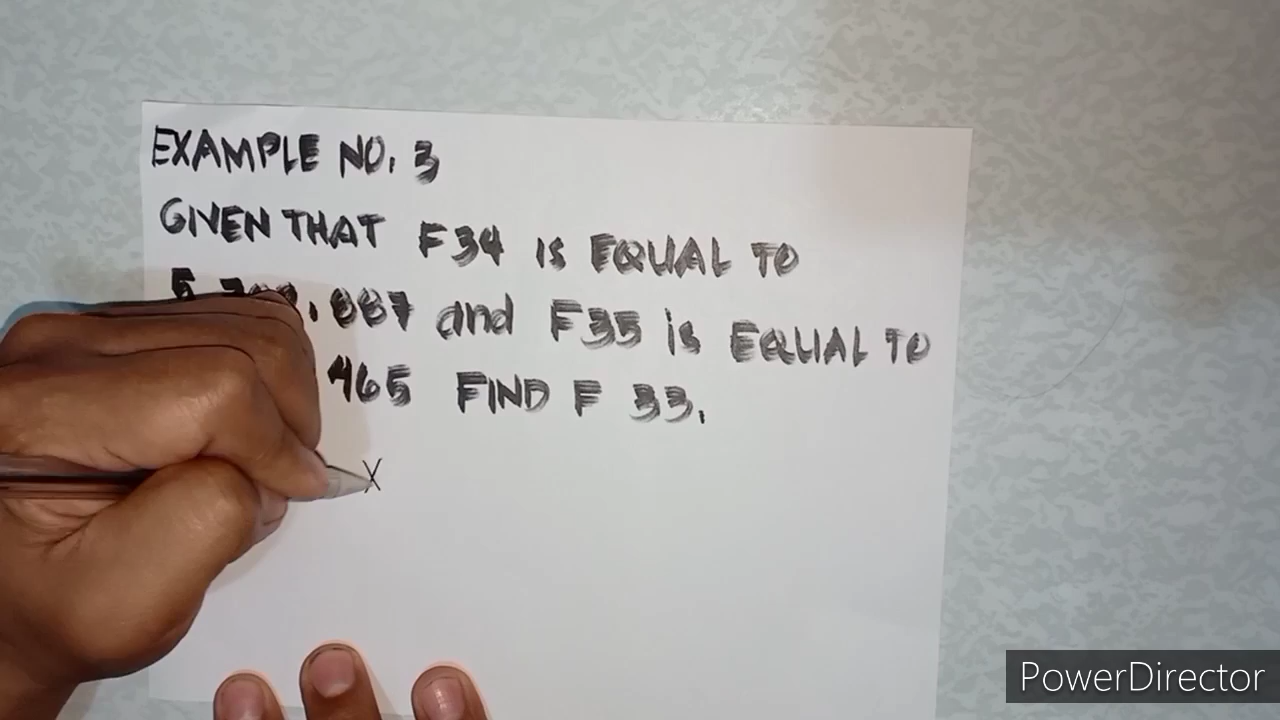 EXAMPLE NO. 3
GIVEN THAT F34 IS EQUAL TO
887 and F35 is EQUAL TO
465 FIND F 33.
X
PowerDirector